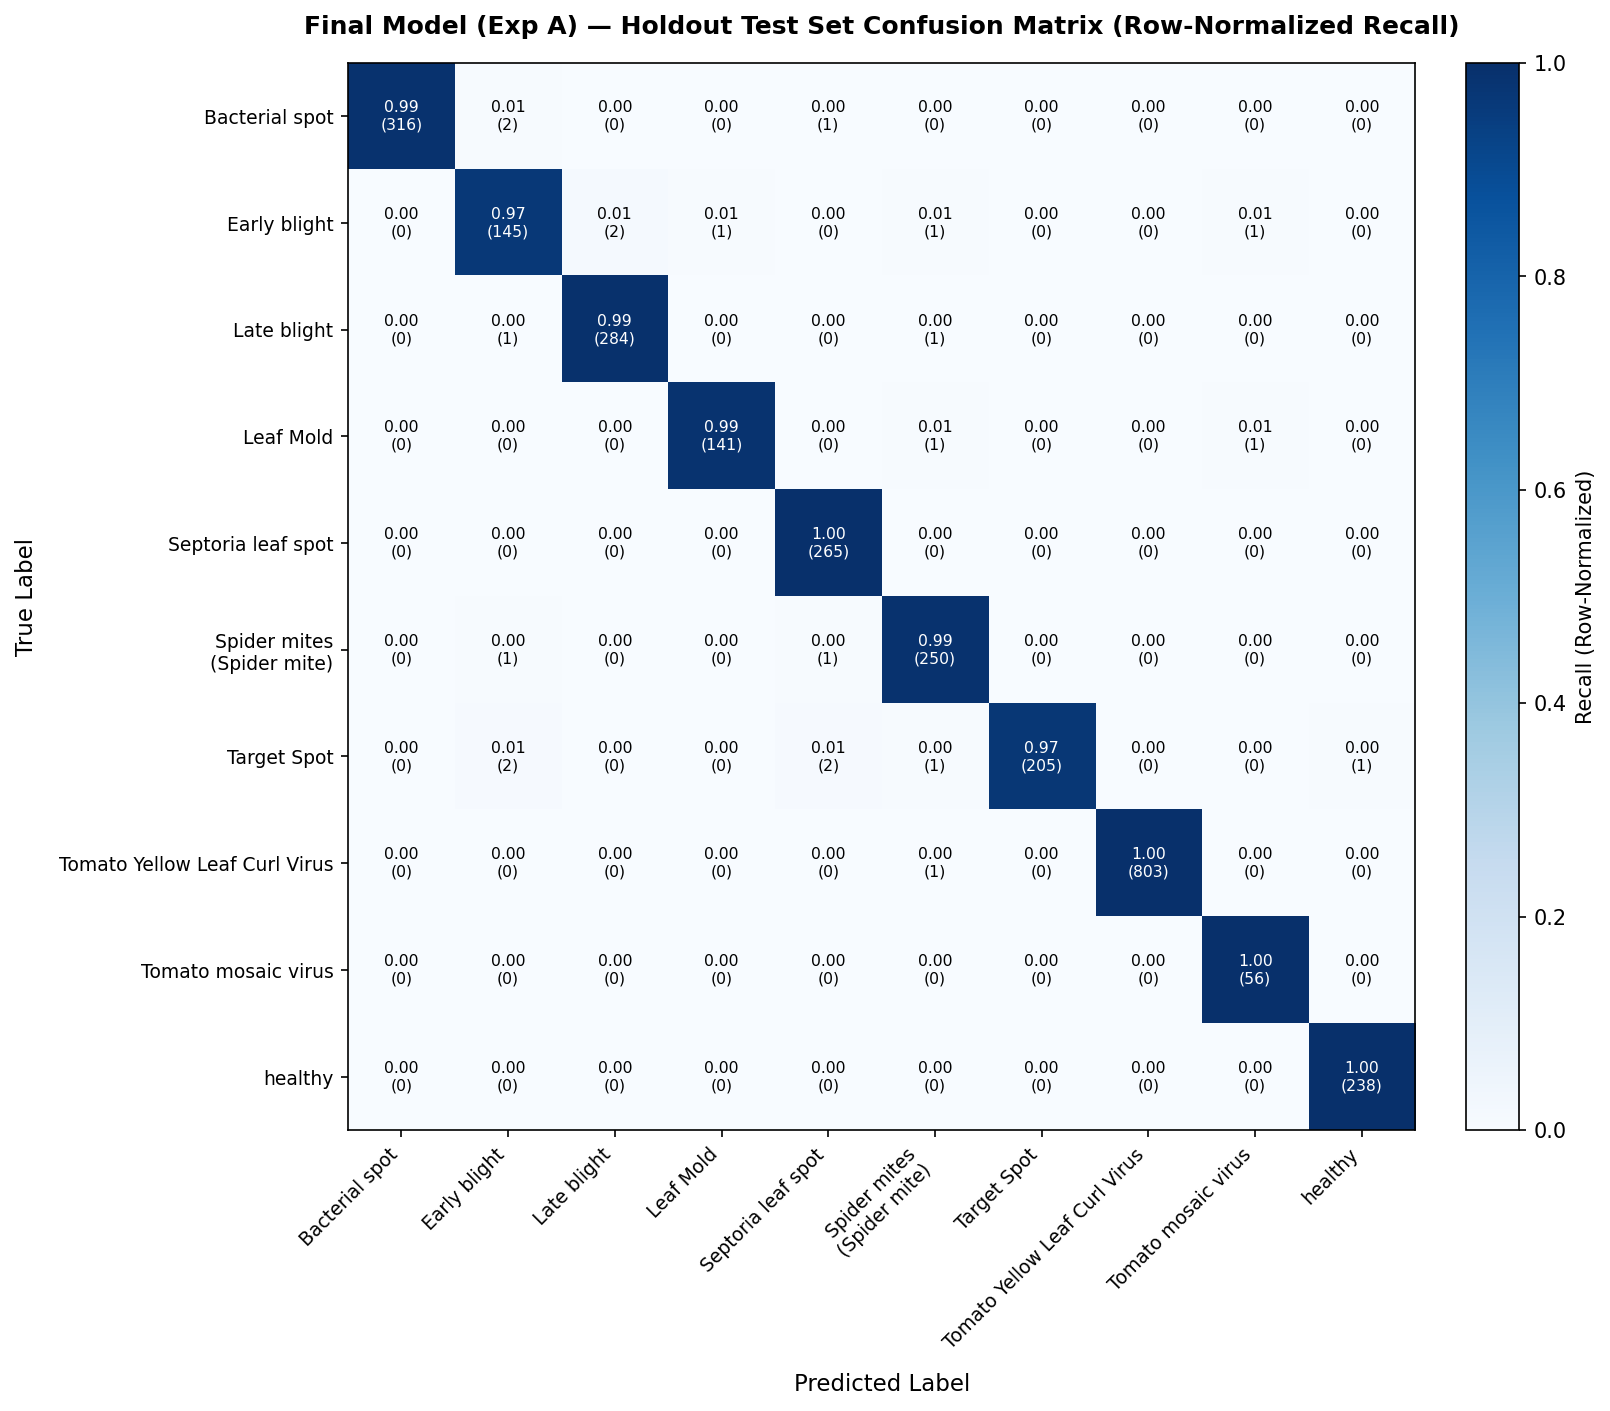 Final Model (Exp A) — Holdout Test Set Confusion Matrix (Row-Normalized Recall)
True Label
Bacterial spot
0.99 0.01 0.00 0.00 0.00 0.00 0.00 0.00 0.00 0.00
(316) (2) (0) (0) (1) (0) (0) (0) (0) (0)
Early blight
0.00 0.97 0.01 0.01 0.00 0.01 0.00 0.00 0.01 0.00
(0) (145) (2) (1) (0) (1) (0) (0) (1) (0)
Late blight
0.00 0.00 0.99 0.00 0.00 0.00 0.00 0.00 0.00 0.00
(0) (1) (284) (0) (0) (1) (0) (0) (0) (0)
Leaf Mold
0.00 0.00 0.00 0.99 0.00 0.01 0.00 0.00 0.01 0.00
(0) (0) (0) (141) (0) (1) (0) (0) (1) (0)
Septoria leaf spot
0.00 0.00 0.00 0.00 1.00 0.00 0.00 0.00 0.00 0.00
(0) (0) (0) (0) (265) (0) (0) (0) (0) (0)
Spider mites
(Spider mite)
0.00 0.00 0.00 0.00 0.00 0.99 0.00 0.00 0.00 0.00
(0) (1) (0) (0) (1) (250) (0) (0) (0) (0)
Target Spot
0.00 0.01 0.00 0.00 0.01 0.00 0.97 0.00 0.00 0.00
(0) (2) (0) (0) (2) (1) (205) (0) (0) (1)
Tomato Yellow Leaf Curl Virus
0.00 0.00 0.00 0.00 0.00 0.00 0.00 1.00 0.00 0.00
(0) (0) (0) (0) (0) (1) (0) (803) (0) (0)
Tomato mosaic virus
0.00 0.00 0.00 0.00 0.00 0.00 0.00 0.00 1.00 0.00
(0) (0) (0) (0) (0) (0) (0) (0) (56) (0)
healthy
0.00 0.00 0.00 0.00 0.00 0.00 0.00 0.00 0.00 1.00
(0) (0) (0) (0) (0) (0) (0) (0) (0) (238)
Bacterial spot
Early blight
Late blight
Leaf Mold
Septoria leaf spot
Spider mites
(Spider mite)
Target Spot
Tomato Yellow Leaf Curl Virus
Tomato mosaic virus
healthy
Predicted Label
1.0
0.8
0.6
0.4
0.2
0.0
Recall (Row-Normalized)